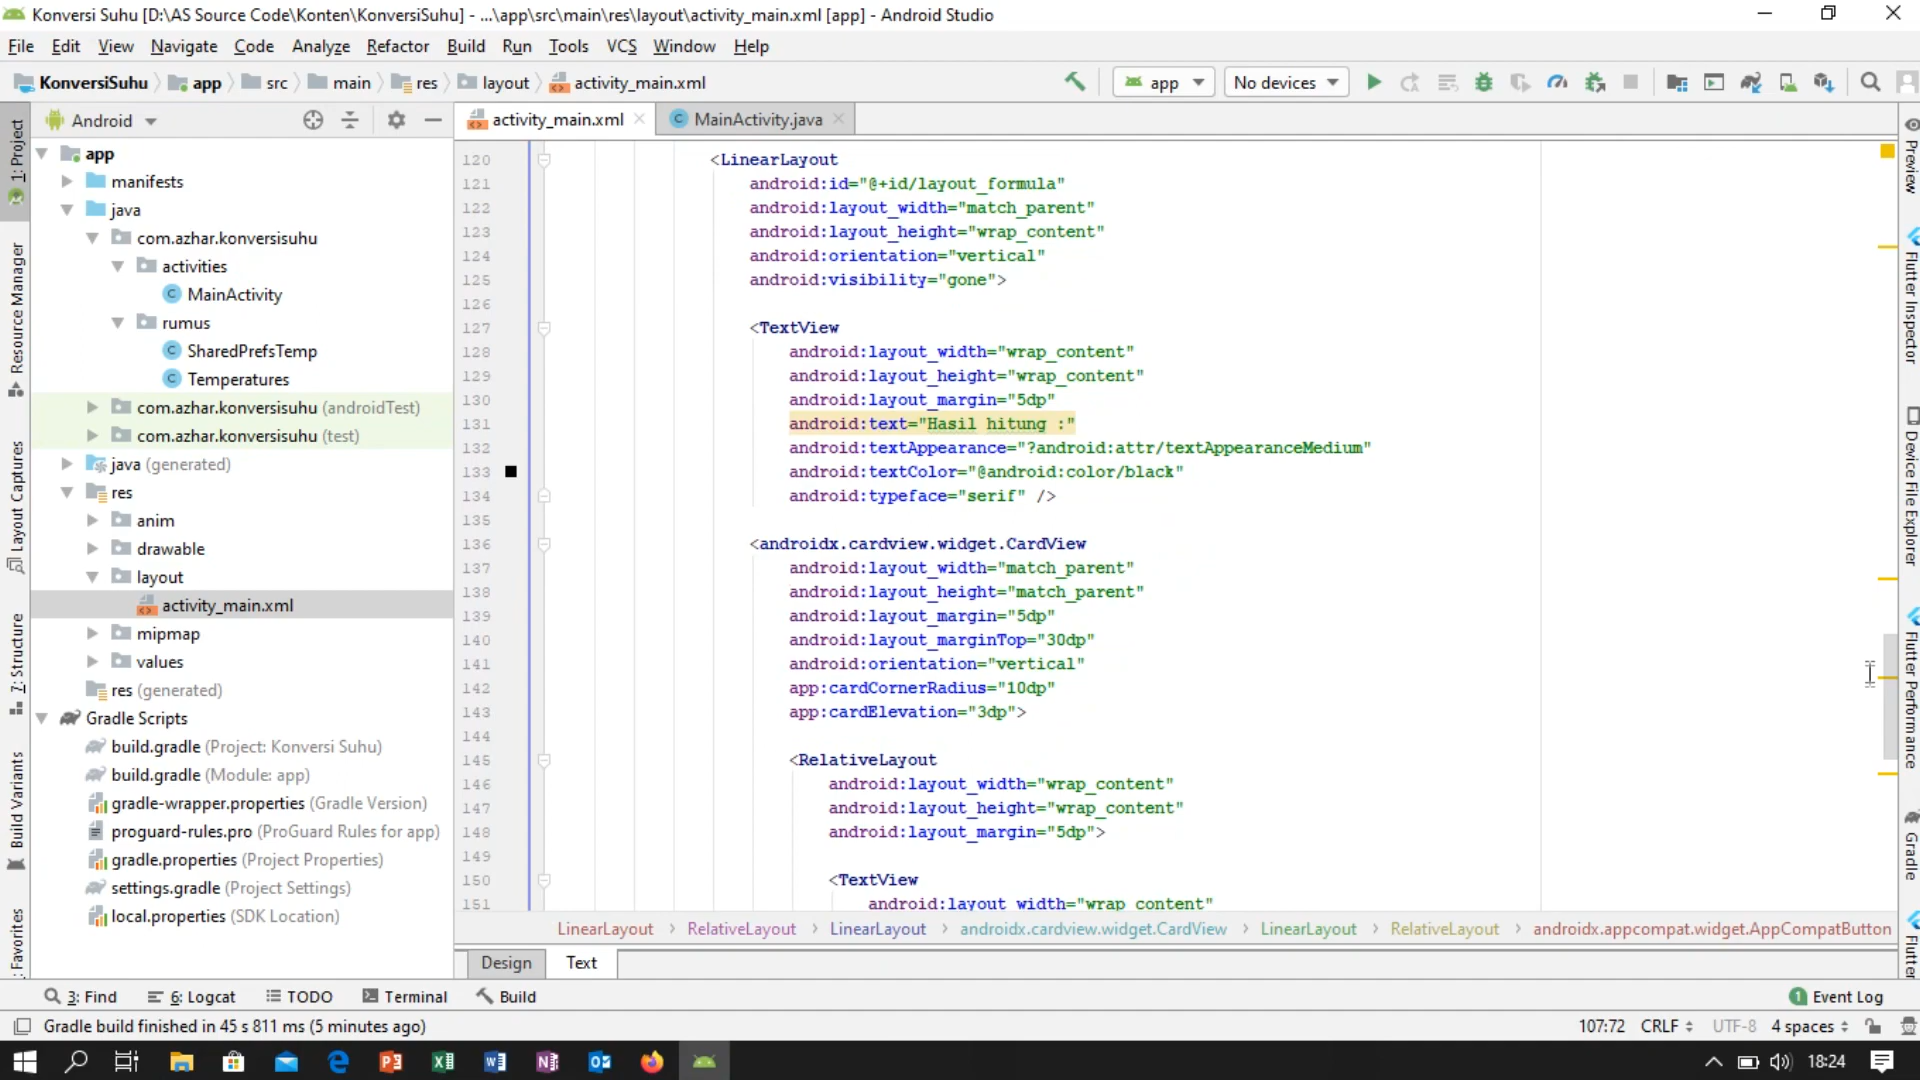 Konversi Suhu [D:\AS Source Code\Konten\KonversiSuhu] - ...\app\src\main\res\layout\activity_main.xml [app] - Android Studio
File Edit View Navigate Code Analyze Refactor Build Run Tools VCS Window Help
KonversiSuhu app src main res layout activity_main.xml
app No devices
Android
activity_main.xml MainActivity.java
1: Project
Resource Manager
Layout Captures
7: Structure
Build Variants
: Favorites
app
manifests
java
com.azhar.konversisuhu
activities
MainActivity
rumus
SharedPrefsTemp
Temperatures
com.azhar.konversisuhu (androidTest)
com.azhar.konversisuhu (test)
java (generated)
res
anim
drawable
layout
activity_main.xml
mipmap
values
res (generated)
Gradle Scripts
build.gradle (Project: Konversi Suhu)
build.gradle (Module: app)
gradle-wrapper.properties (Gradle Version)
proguard-rules.pro (ProGuard Rules for app)
gradle.properties (Project Properties)
settings.gradle (Project Settings)
local.properties (SDK Location)
120 <LinearLayout
121 android:id="@+id/layout_formula"
122 android:layout_width="match_parent"
123 android:layout_height="wrap_content"
124 android:orientation="vertical"
125 android:visibility="gone">
126
127 <TextView
128 android:layout_width="wrap_content"
129 android:layout_height="wrap_content"
130 android:layout_margin="5dp"
131 android:text="Hasil hitung :"
132 android:textAppearance="?android:attr/textAppearanceMedium"
133 android:textColor="@android:color/black"
134 android:typeface="serif" />
135
136 <androidx.cardview.widget.CardView
137 android:layout_width="match_parent"
138 android:layout_height="match_parent"
139 android:layout_margin="5dp"
140 android:layout_marginTop="30dp"
141 android:orientation="vertical"
142 app:cardCornerRadius="10dp"
143 app:cardElevation="3dp">
144
145 <RelativeLayout
146 android:layout_width="wrap_content"
147 android:layout_height="wrap_content"
148 android:layout_margin="5dp">
149
150 <TextView
151 android:layout_width="wrap_content"
LinearLayout RelativeLayout LinearLayout androidx.cardview.widget.CardView LinearLayout RelativeLayout androidx.appcompat.widget.AppCompatButton
Design Text
Preview
Flutter Inspector
Device File Explorer
Flutter Performance
Gradle
Flutter
3: Find 6: Logcat TODO Terminal Build 1 Event Log
Gradle build finished in 45 s 811 ms (5 minutes ago) 107:72 CRLF UTF-8 4 spaces
18:24